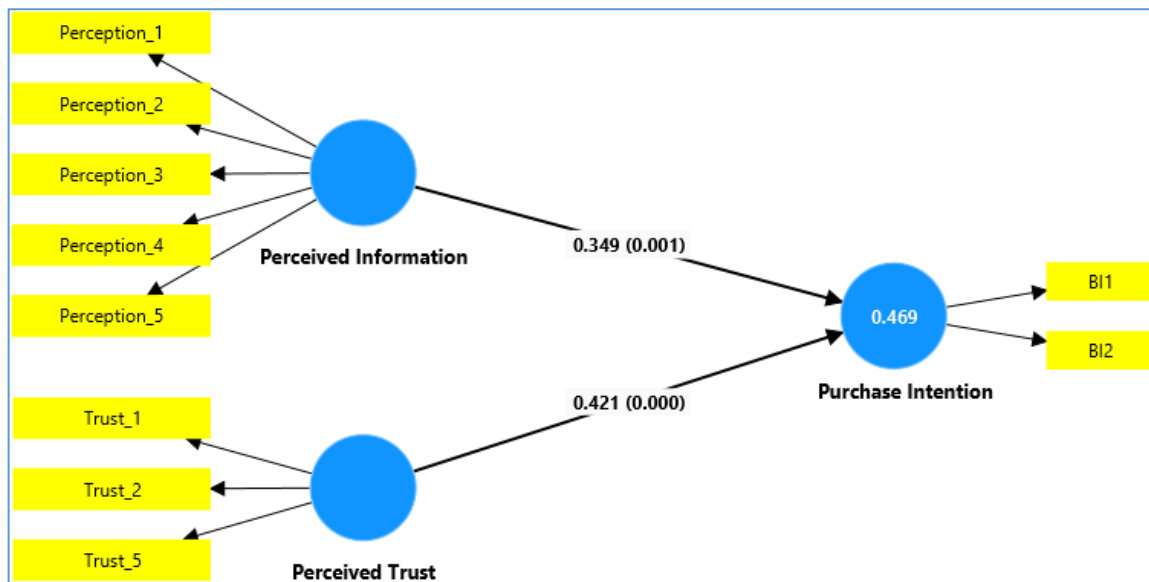 Perception_1
Perception_2
Perception_3
Perception_4
Perception_5
Perceived Information
0.349 (0.001)
0.469
Purchase Intention
BI1
BI2
0.421 (0.000)
Trust_1
Trust_2
Trust_5
Perceived Trust